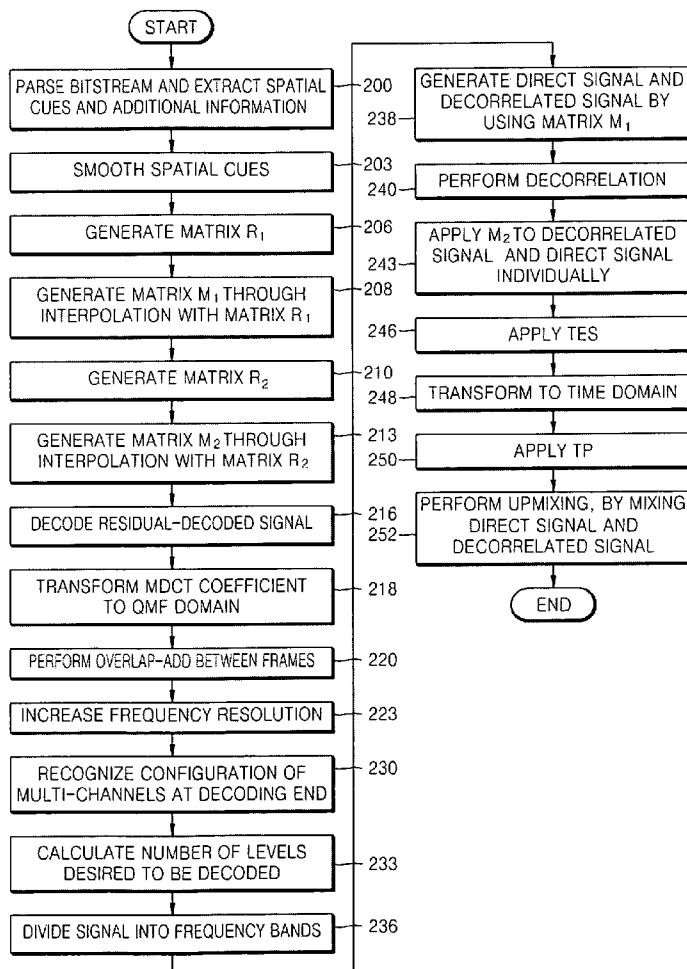 START
PARSE BITSTREAM AND EXTRACT SPATIAL
CUES AND ADDITIONAL INFORMATION
200
SMOOTH SPATIAL CUES
203
GENERATE MATRIX R1
206
GENERATE MATRIX M1 THROUGH
INTERPOLATION WITH MATRIX R1
208
GENERATE MATRIX R2
210
GENERATE MATRIX M2 THROUGH
INTERPOLATION WITH MATRIX R2
213
DECODE RESIDUAL-DECODED SIGNAL
216
TRANSFORM MDCT COEFFICIENT
TO QMF DOMAIN
218
PERFORM OVERLAP-ADD BETWEEN FRAMES
220
INCREASE FREQUENCY RESOLUTION
223
RECOGNIZE CONFIGURATION OF
MULTI-CHANNELS AT DECODING END
230
CALCULATE NUMBER OF LEVELS
DESIRED TO BE DECODED
233
DIVIDE SIGNAL INTO FREQUENCY BANDS
236
GENERATE DIRECT SIGNAL AND
DECORRELATED SIGNAL BY
USING MATRIX M1
238
PERFORM DECORRELATION
240
APPLY M2 TO DECORRELATED
SIGNAL AND DIRECT SIGNAL
INDIVIDUALLY
243
APPLY TES
246
TRANSFORM TO TIME DOMAIN
248
APPLY TP
250
PERFORM UPMIXING, BY MIXING
DIRECT SIGNAL AND
DECORRELATED SIGNAL
252
END